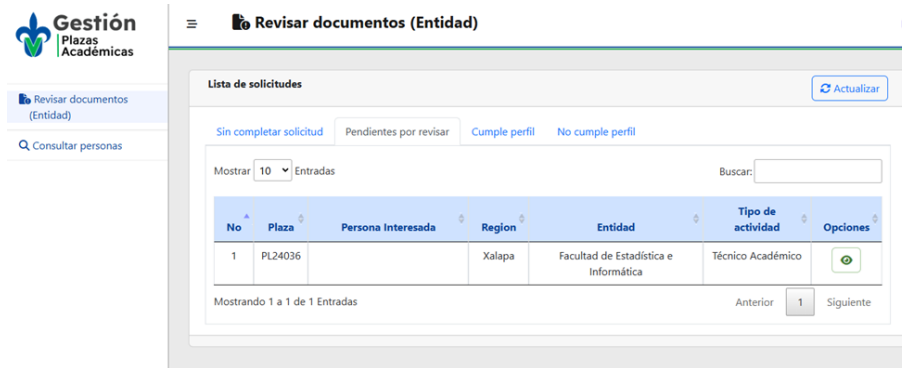 Gestión
Plazas
Académicas
Revisar documentos (Entidad)
Revisar documentos
(Entidad)
Consultar personas
Lista de solicitudes
Actualizar
Sin completar solicitud Pendientes por revisar Cumple perfil No cumple perfil
Mostrar 10 Entradas Buscar:
No Plaza Persona Interesada Region Entidad Tipo de actividad Opciones
1 PL24036 Xalapa Facultad de Estadística e Informática Técnico Académico
Mostrando 1 a 1 de 1 Entradas Anterior 1 Siguiente